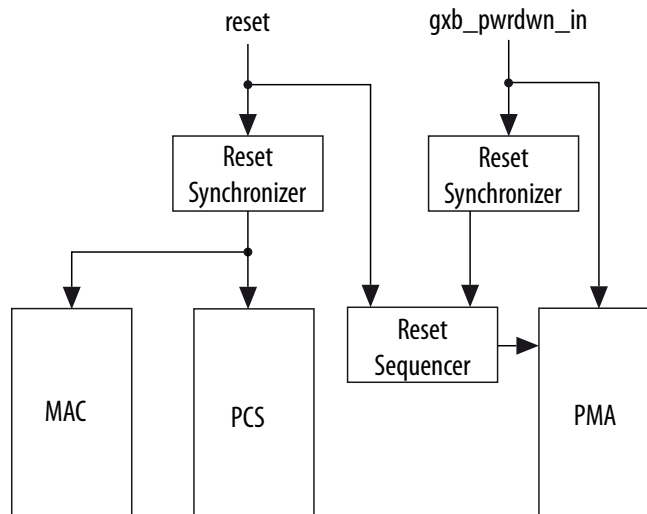 reset
gxb_pwrdwn_in
Reset
Synchronizer
Reset
Synchronizer
MAC
PCS
Reset
Sequencer
PMA